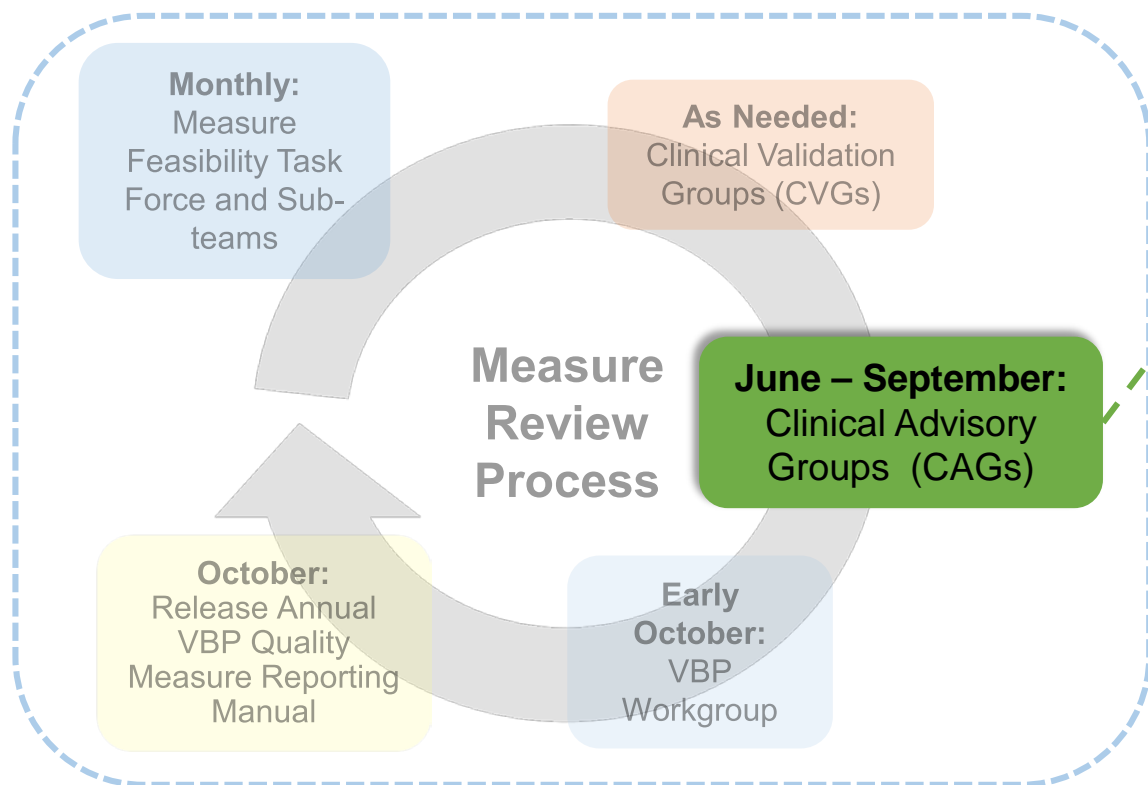 Monthly:
Measure
Feasibility Task
Force and Sub-
teams
As Needed:
Clinical Validation
Groups (CVGs)
Measure
Review
Process
June – September:
Clinical Advisory
Groups (CAGs)
October:
Release Annual
VBP Quality
Measure Reporting
Manual
Early
October:
VBP
Workgroup